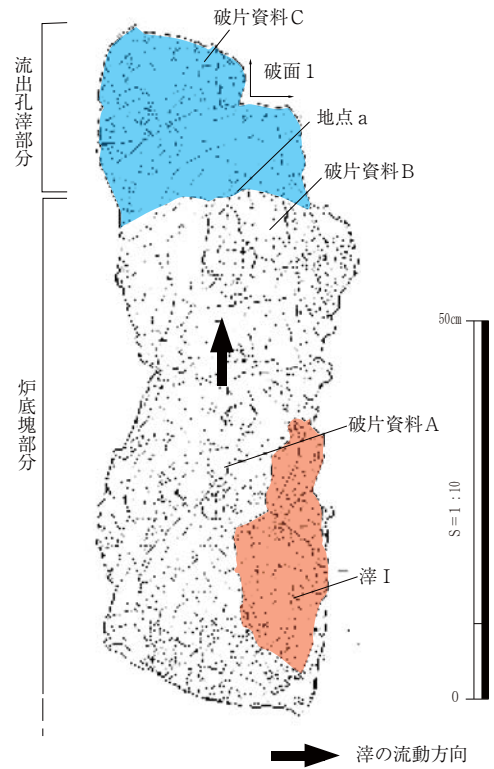 破片資料C
破面1
流出孔滓部分
地点a
破片資料B
50㎝
炉底塊部分
破片資料A
S=1:10
滓I
0
滓の流動方向